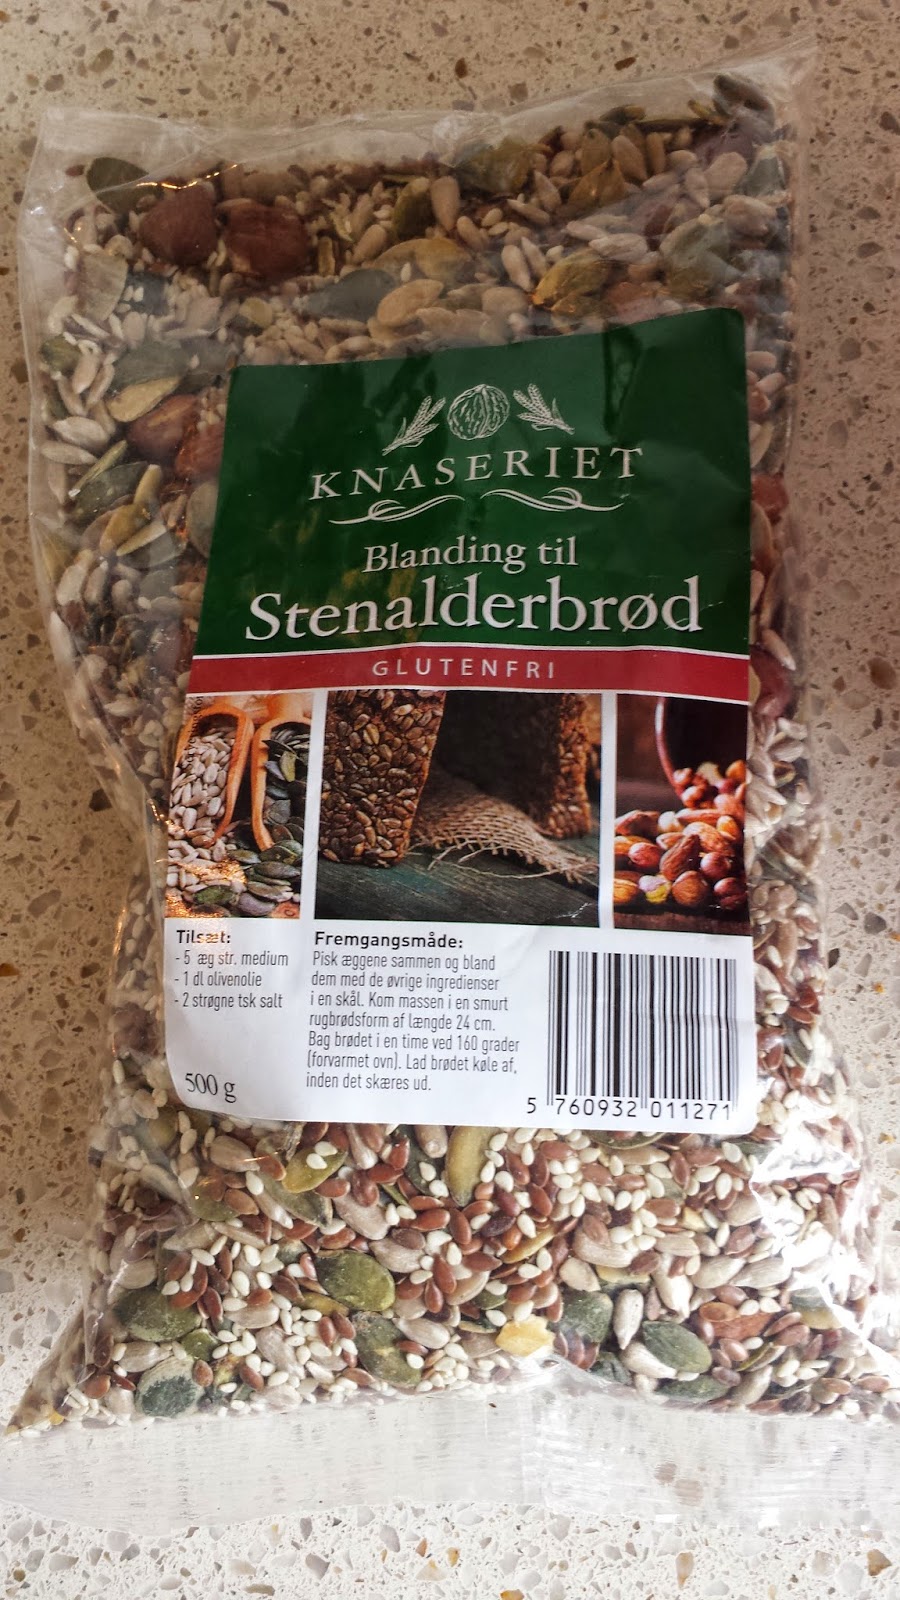 KNASERIET
Blanding til
Stenalderbrød
GLUTENFRI
Tilsæt:
- 5 æg str. medium
- 1 dl olivenolie
- 2 strøgne tsk salt
500 g
Fremgangsmåde:
Pisk æggene sammen og bland
dem med de øvrige ingredienser
i en skål. Kom massen i en smurt
rugbrødsform af længde 24 cm.
Bag brødet i en time ved 160 grader
(forvarmet ovn). Lad brødet køle af,
inden det skæres ud.
5 760932 011271